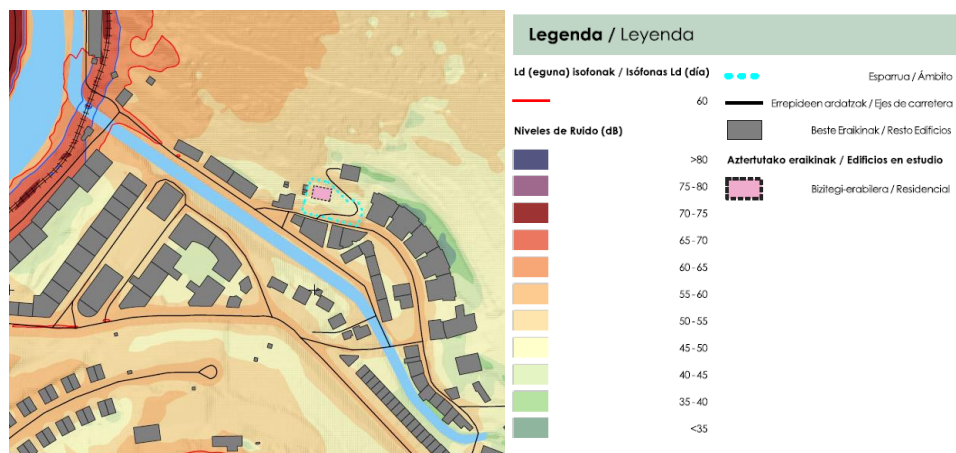 Legenda / Leyenda
Ld (eguna) isofonak / Isófonas Ld (día)
60
Niveles de Ruido (dB)
>80
75-80
70-75
65-70
60-65
55-60
50-55
45-50
40-45
35-40
<35
Esparrua / Ámbito
Errepideen ardatzak / Ejes de carretera
Beste Eraikinak / Resto Edificios
Aztertutako eraikinak / Edificios en estudio
Bizitegi-erabilera / Residencial